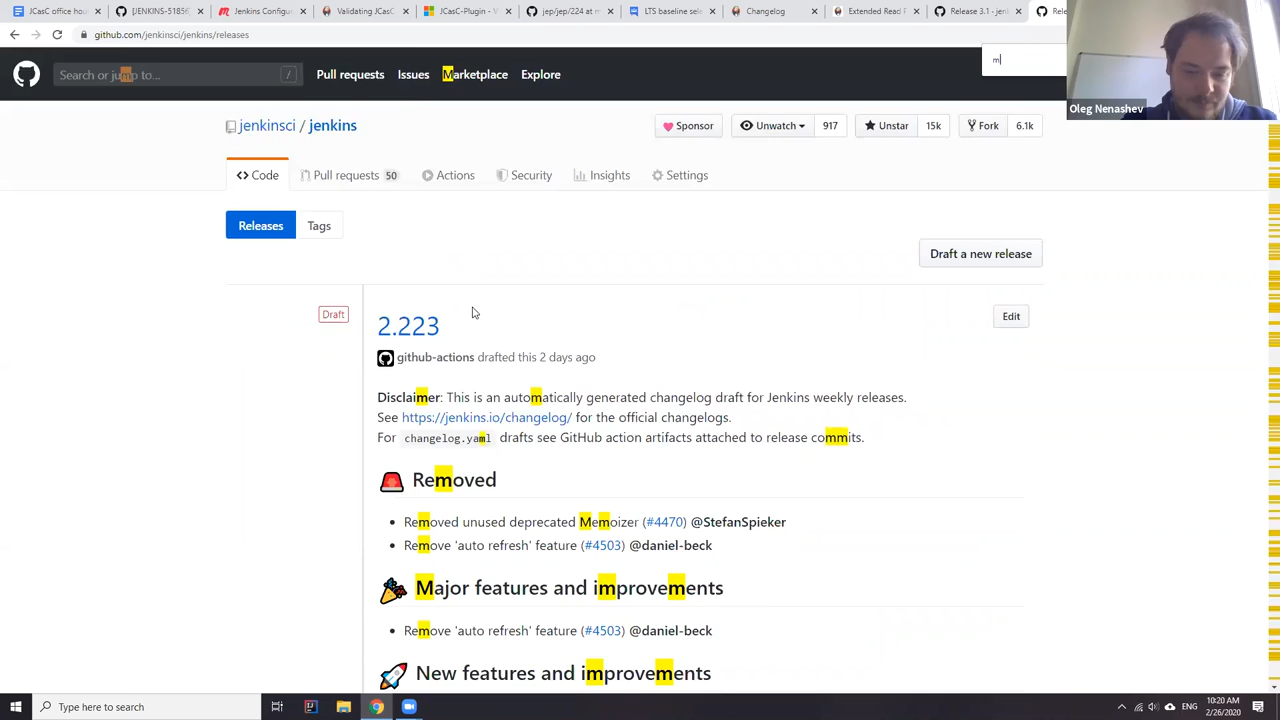 JCasC office hou
[JENKINS-5185
Jenkins Configu
Validating JCasC
JCasC-Plugin - V
jep/jep/224 at m
LTS baseline sele
Changelog
Extended React P
Release 3.1 - jenk
Rele
github.com/jenkinsci/jenkins/releases
m
Search or jump to...
/
Pull requests
Issues
Marketplace
Explore
Oleg Nenashev
jenkinsci / jenkins
Sponsor
Unwatch
917
Unstar
15k
Fork
6.1k
Code
Pull requests 50
Actions
Security
Insights
Settings
Releases
Tags
Draft a new release
Draft
2.223
Edit
github-actions drafted this 2 days ago
Disclaimer: This is an automatically generated changelog draft for Jenkins weekly releases.
See https://jenkins.io/changelog/ for the official changelogs.
For changelog.yaml drafts see GitHub action artifacts attached to release commits.
Removed
• Removed unused deprecated Memoizer (#4470) @StefanSpieker
• Remove 'auto refresh' feature (#4503) @daniel-beck
Major features and improvements
• Remove 'auto refresh' feature (#4503) @daniel-beck
New features and improvements
Type here to search
ENG
10:20 AM
2/26/2020